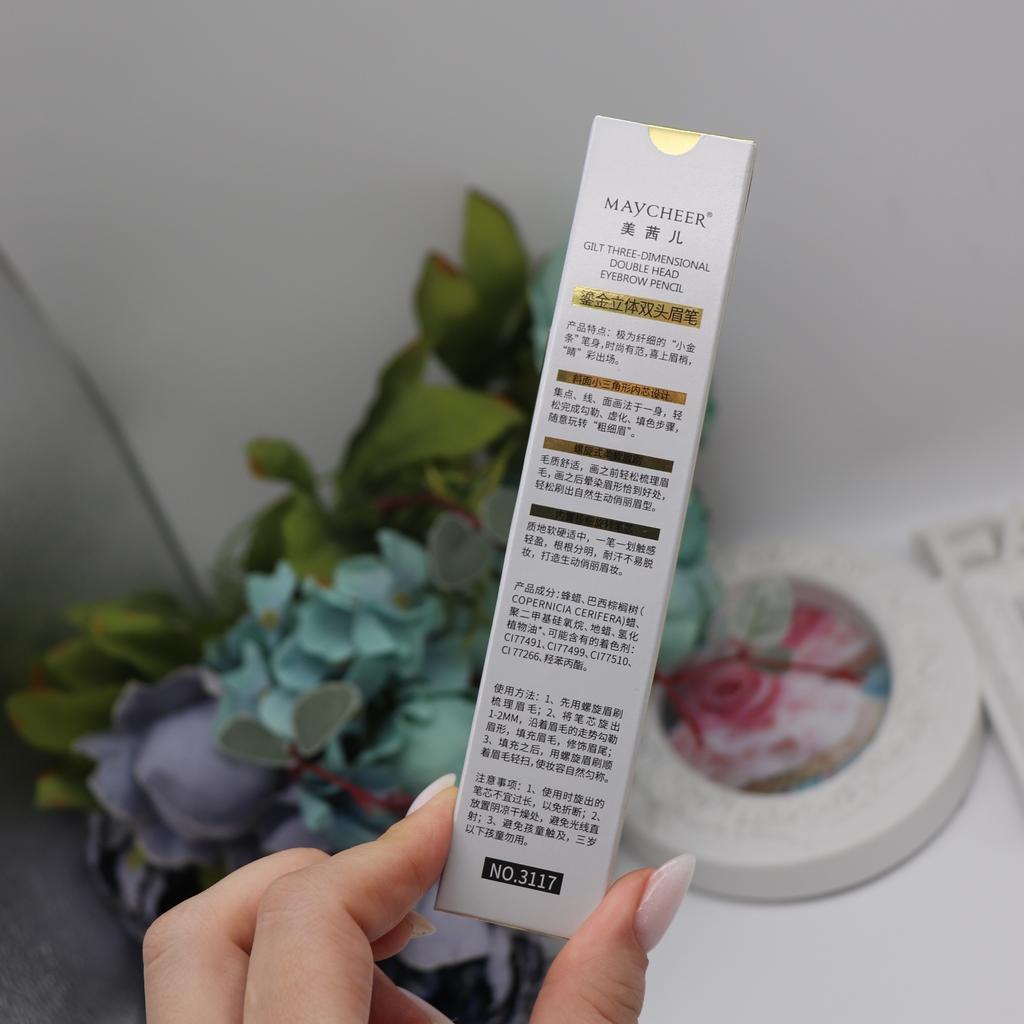 MAYCHEER®
美茜儿
GILT THREE-DIMENSIONAL
DOUBLE HEAD
EYEBROW PENCIL
鎏金立体双头眉笔
产品特点：极为纤细的“小金
条”笔身，时尚有范，喜上眉梢，
“睛”彩出场。
斜面小三角形内芯设计
集点、线、面画法于一身，轻
松完成勾勒、虚化、填色步骤，
随意玩转“粗细眉”。
螺旋式
毛质舒适，画之前轻松梳理眉
毛，画之后晕染眉形恰到好处，
轻松刷出自然生动俏丽眉型。
质地软硬适中，一笔一划触感
轻盈，根根分明，耐汗不易脱
妆，打造生动俏丽眉妆。
产品成分：蜂蜡、巴西棕榈树(
COPERNICIA CERIFERA)蜡、
聚二甲基硅氧烷、地蜡、氢化
植物油*、可能含有的着色剂：
CI77491、CI77499、CI77510、
CI 77266、羟苯丙酯。
使用方法：1、先用螺旋眉刷
梳理眉毛；2、将笔芯旋出
1-2MM，沿着眉毛的走势勾勒
眉形，填充眉毛，修饰眉尾；
3、填充之后，用螺旋眉刷顺
着眉毛轻扫，使妆容自然匀称。
注意事项：1、使用时旋出的
笔芯不宜过长，以免折断；2、
放置阴凉干燥处，避免光线直
射；3、避免孩童触及，三岁
以下孩童勿用。
NO.3117